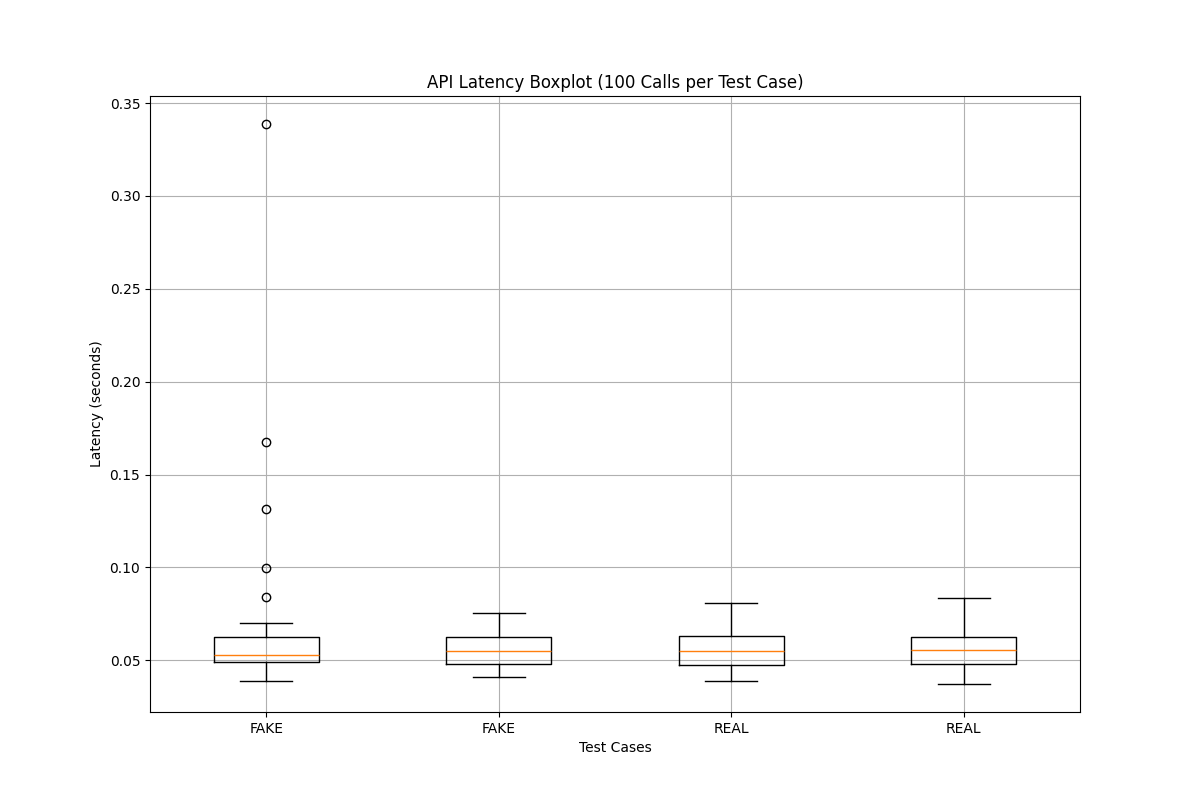 API Latency Boxplot (100 Calls per Test Case)
0.35
0.30
0.25
0.20
0.15
0.10
0.05
Latency (seconds)
FAKE FAKE REAL REAL
Test Cases